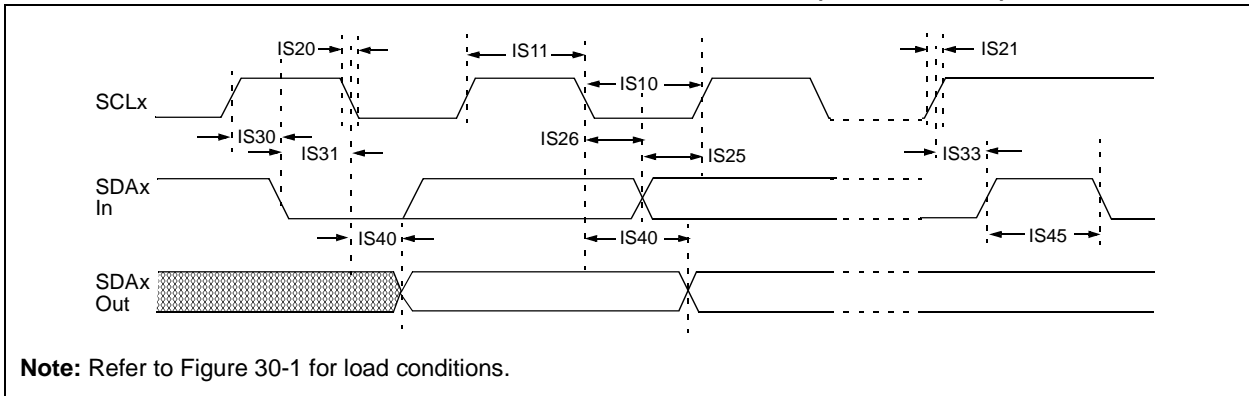 IS20
IS11
IS21
IS10
SCLx
IS30
IS26
IS31
IS25
IS33
SDAx
In
IS40
IS40
IS45
SDAx
Out
Note: Refer to Figure 30-1 for load conditions.